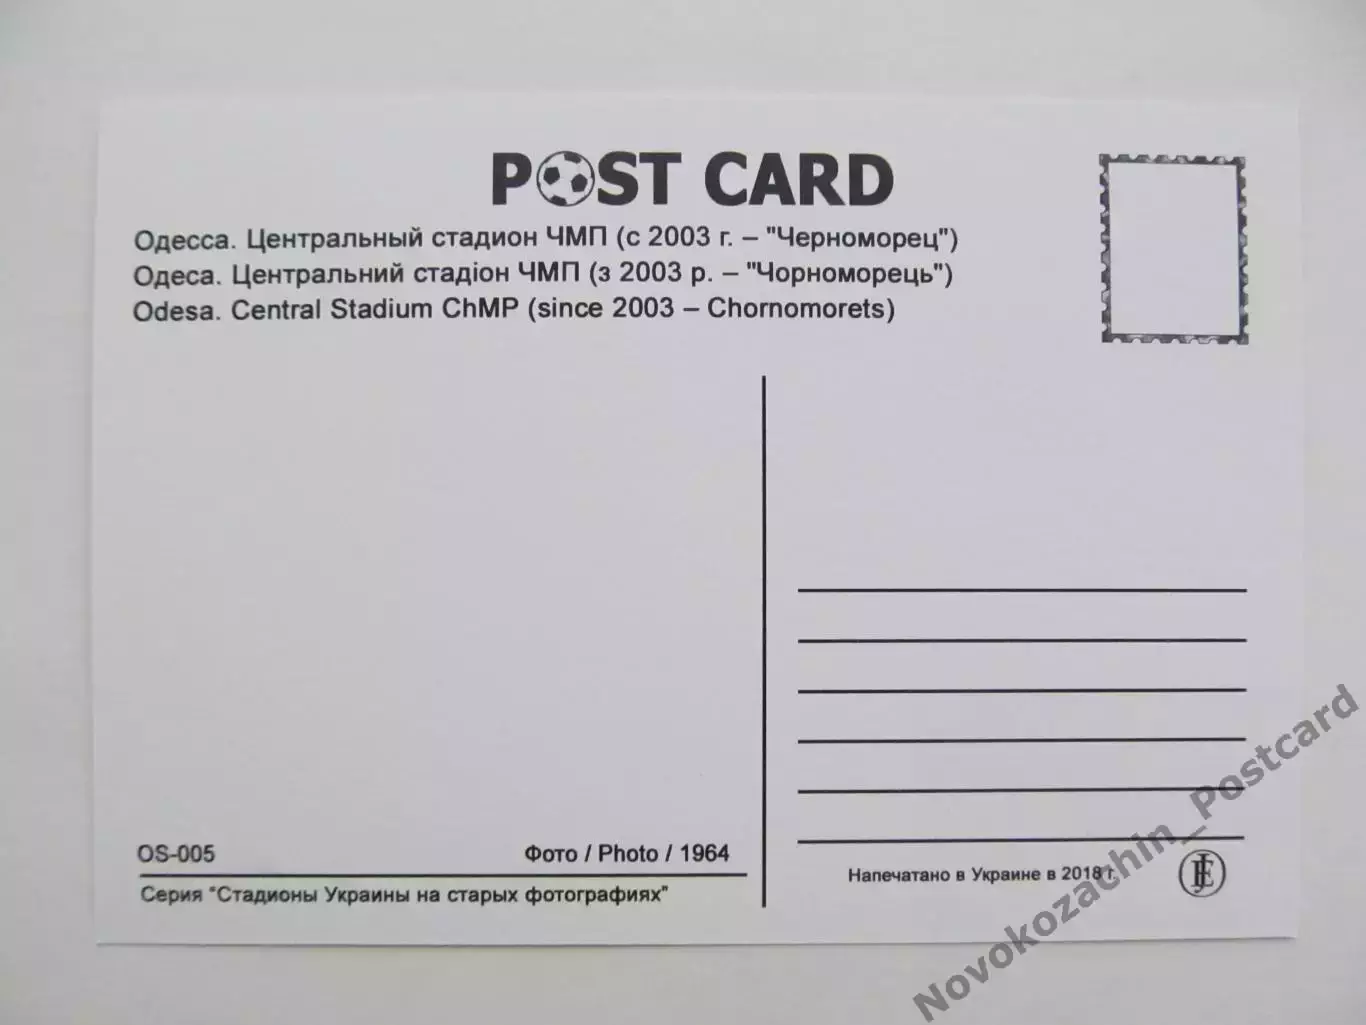 POST CARD
Одесса. Центральный стадион ЧМП (с 2003 г. – "Черноморец")
Одеса. Центральний стадіон ЧМП (з 2003 р. – "Чорноморець")
Odesa. Central Stadium ChMP (since 2003 – Chornomorets)
OS-005
Фото / Photo / 1964
Серия "Стадионы Украины на старых фотографиях"
Напечатано в Украине в 2018 г.
Novokozachin_Postcard